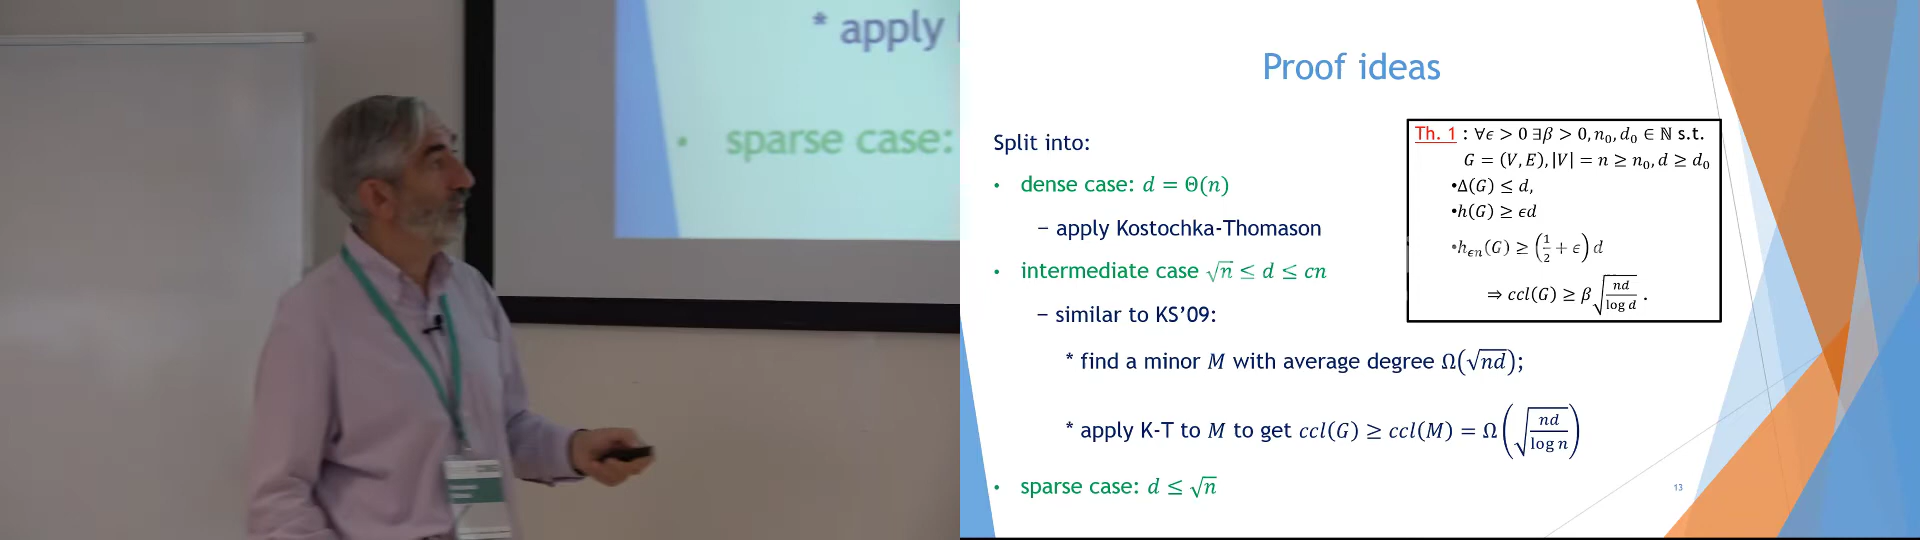 * apply
• sparse case:
Proof ideas
Split into:
• dense case: d = Θ(n)
– apply Kostochka-Thomason
• intermediate case √n ≤ d ≤ cn
– similar to KS’09:
* find a minor M with average degree Ω(√nd);
* apply K-T to M to get ccl(G) ≥ ccl(M) = Ω(√(nd/log n))
• sparse case: d ≤ √n
Th. 1 : ∀ϵ > 0 ∃β > 0, n₀, d₀ ∈ ℕ s.t.
G = (V, E), |V| = n ≥ n₀, d ≥ d₀
•Δ(G) ≤ d,
•h(G) ≥ ϵd
•hϵn(G) ≥ (1/2 + ϵ) d
⇒ ccl(G) ≥ β√(nd/log d) .
13